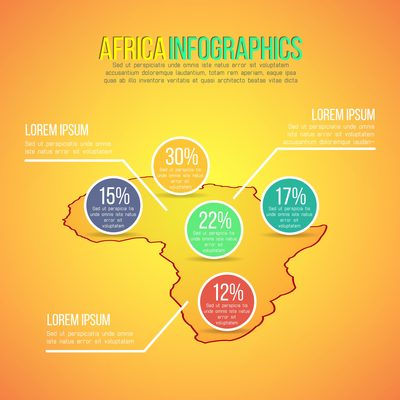 AFRICA INFOGRAPHICS
Sed ut perspiciatis unde omnis iste natus error sit voluptatem
accusantium doloremque laudantium, totam rem aperiam, eaque ipsa
quae ab illo inventore veritatis et quasi architecto beatae vitae dicta
LOREM IPSUM
Sed ut perspiciatis unde omnis
iste natus error sit voluptatem
accusantium doloremque laudantium
LOREM IPSUM
Sed ut perspiciatis unde omnis
iste natus error sit voluptatem
30%
Sed ut perspicia tis
unde omnis iste natus
error sit
voluptatem
15%
Sed ut perspicia tis
unde omnis iste natus
error sit
voluptatem
17%
Sed ut perspicia tis
unde omnis iste natus
error sit
voluptatem
22%
Sed ut perspicia tis
unde omnis iste natus
error sit
voluptatem
12%
Sed ut perspicia tis
unde omnis iste natus
error sit
voluptatem
LOREM IPSUM
Sed ut perspiciatis unde omnis
iste natus error sit voluptatem